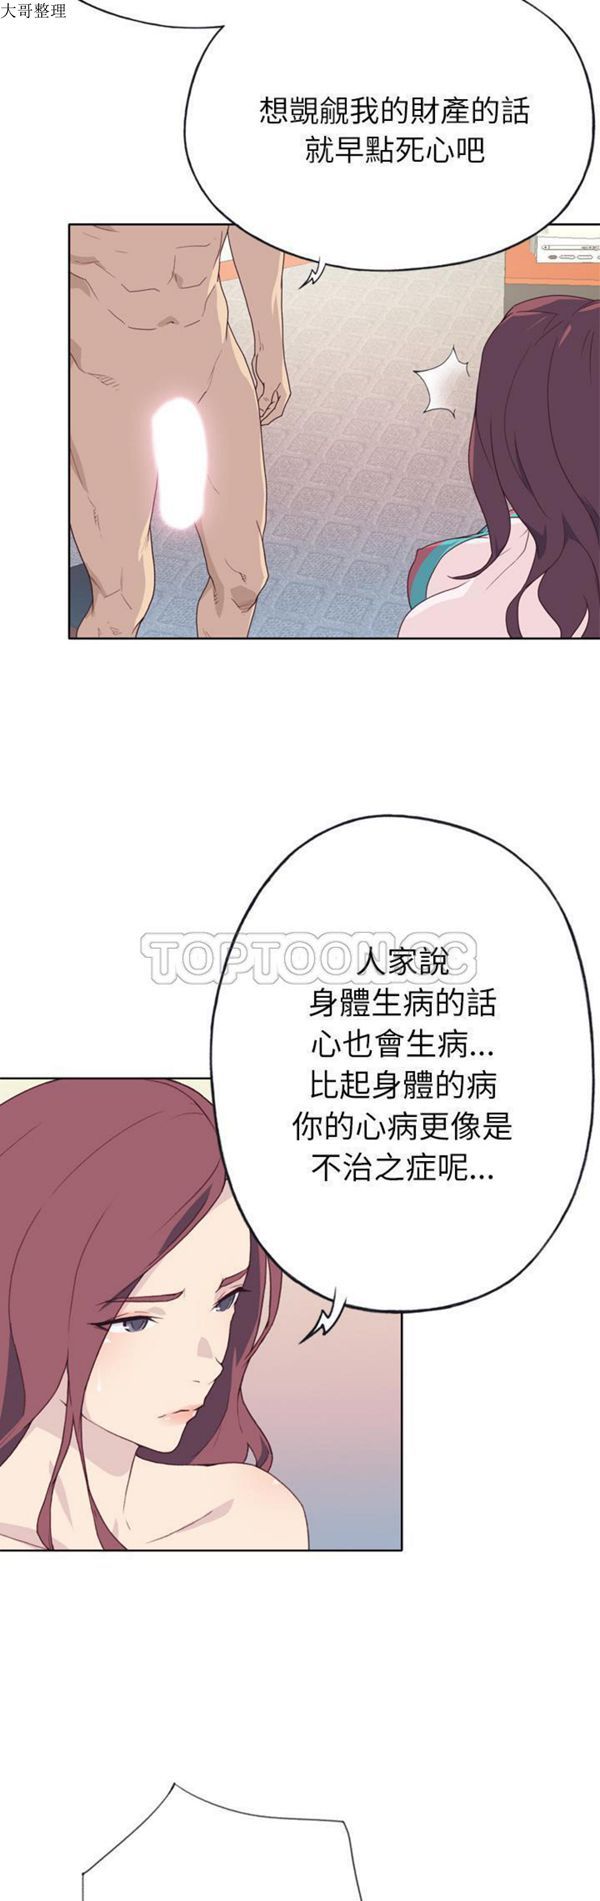 大哥整理
想覬覦我的財產的話
就早點死心吧
TOPTOON.CC
人家說
身體生病的話
心也會生病...
比起身體的病
你的心病更像是
不治之症呢...